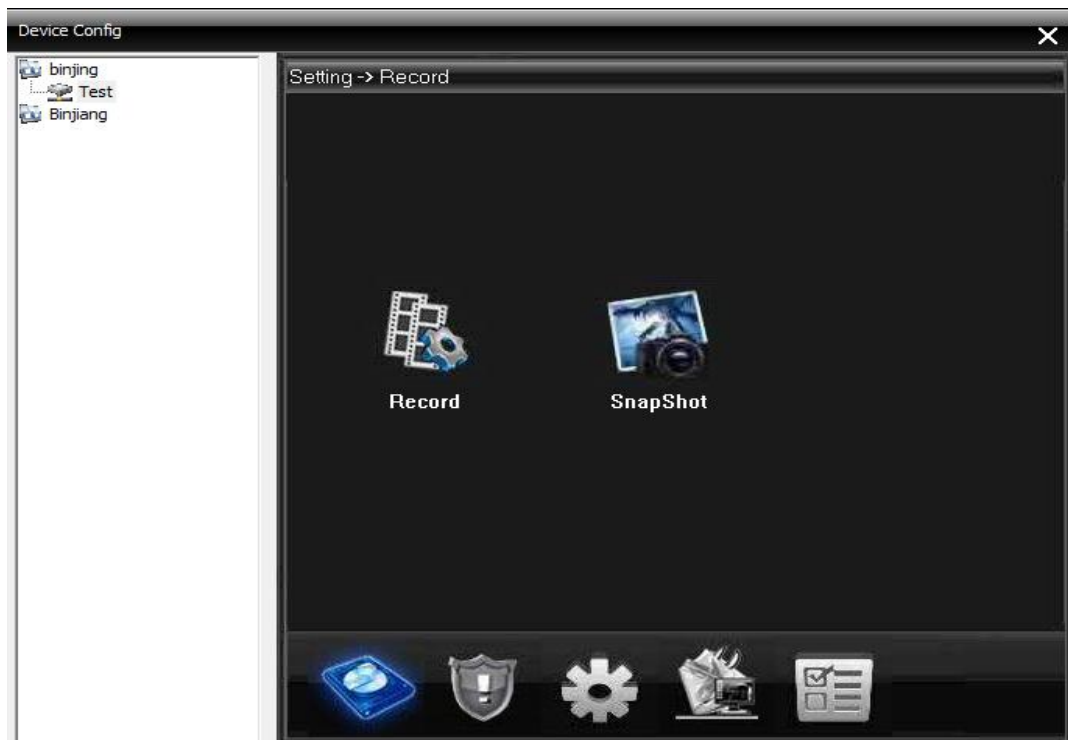 Device Config
binjing
Test
Binjiang
Setting -> Record
Record
SnapShot